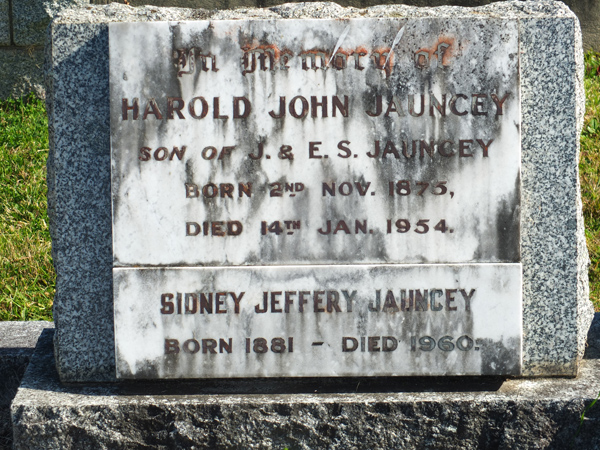 In Memory of
HAROLD JOHN JAUNCEY
SON OF J. & E. S. JAUNCEY
BORN 2ND NOV. 1875,
DIED 14TH JAN. 1954.
SIDNEY JEFFERY JAUNCEY
BORN 1881 - DIED 1960.